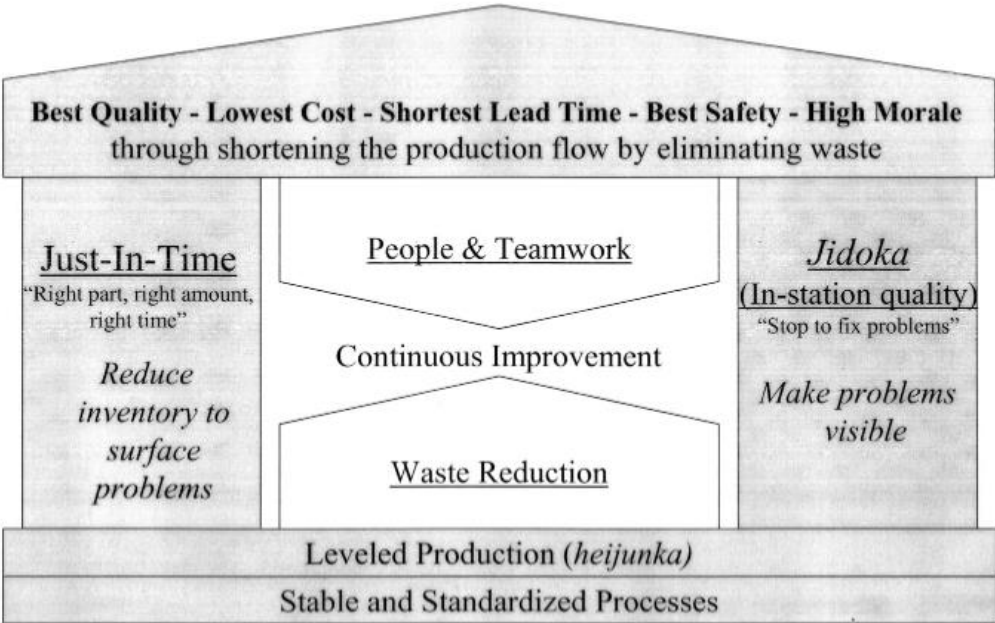 Best Quality - Lowest Cost - Shortest Lead Time - Best Safety - High Morale
through shortening the production flow by eliminating waste
Just-In-Time
“Right part, right amount,
right time”
Reduce
inventory to
surface
problems
People & Teamwork
Continuous Improvement
Waste Reduction
Jidoka
(In-station quality)
“Stop to fix problems”
Make problems
visible
Leveled Production (heijunka)
Stable and Standardized Processes